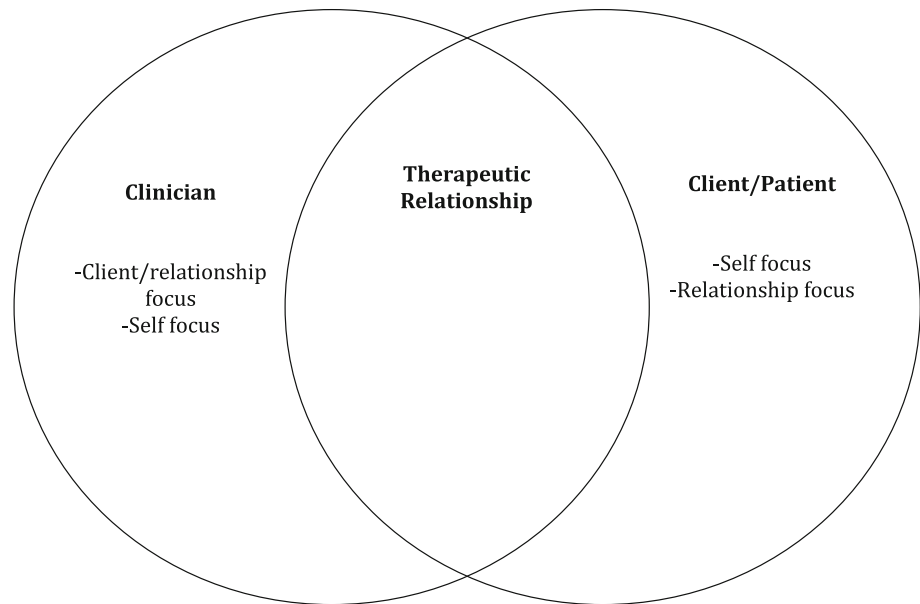 Clinician
-Client/relationship
focus
-Self focus
Therapeutic
Relationship
Client/Patient
-Self focus
-Relationship focus